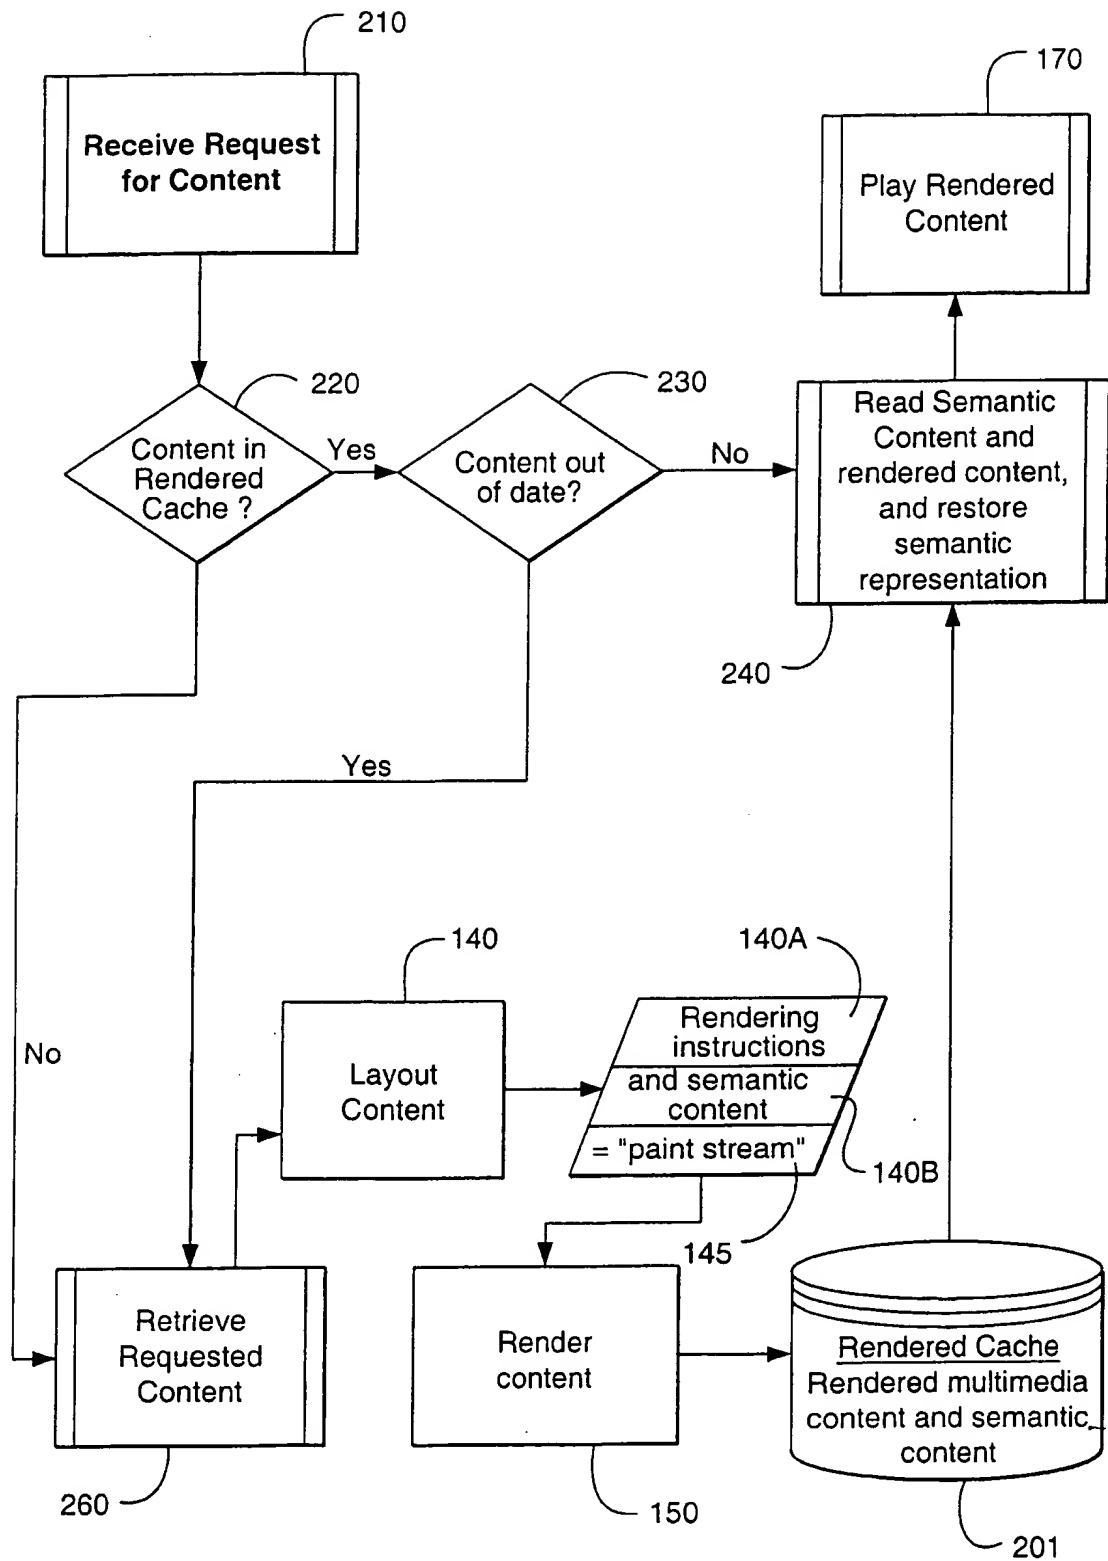 210
Receive Request
for Content
170
Play Rendered
Content
220
Content in
Rendered
Cache ?
Yes
230
Content out
of date?
No
Read Semantic
Content and
rendered content,
and restore
semantic
representation
240
Yes
No
140
Layout
Content
140A
Rendering
instructions
and semantic
content
= "paint stream"
140B
145
Retrieve
Requested
Content
260
Render
content
150
Rendered Cache
Rendered multimedia
content and semantic
content
201